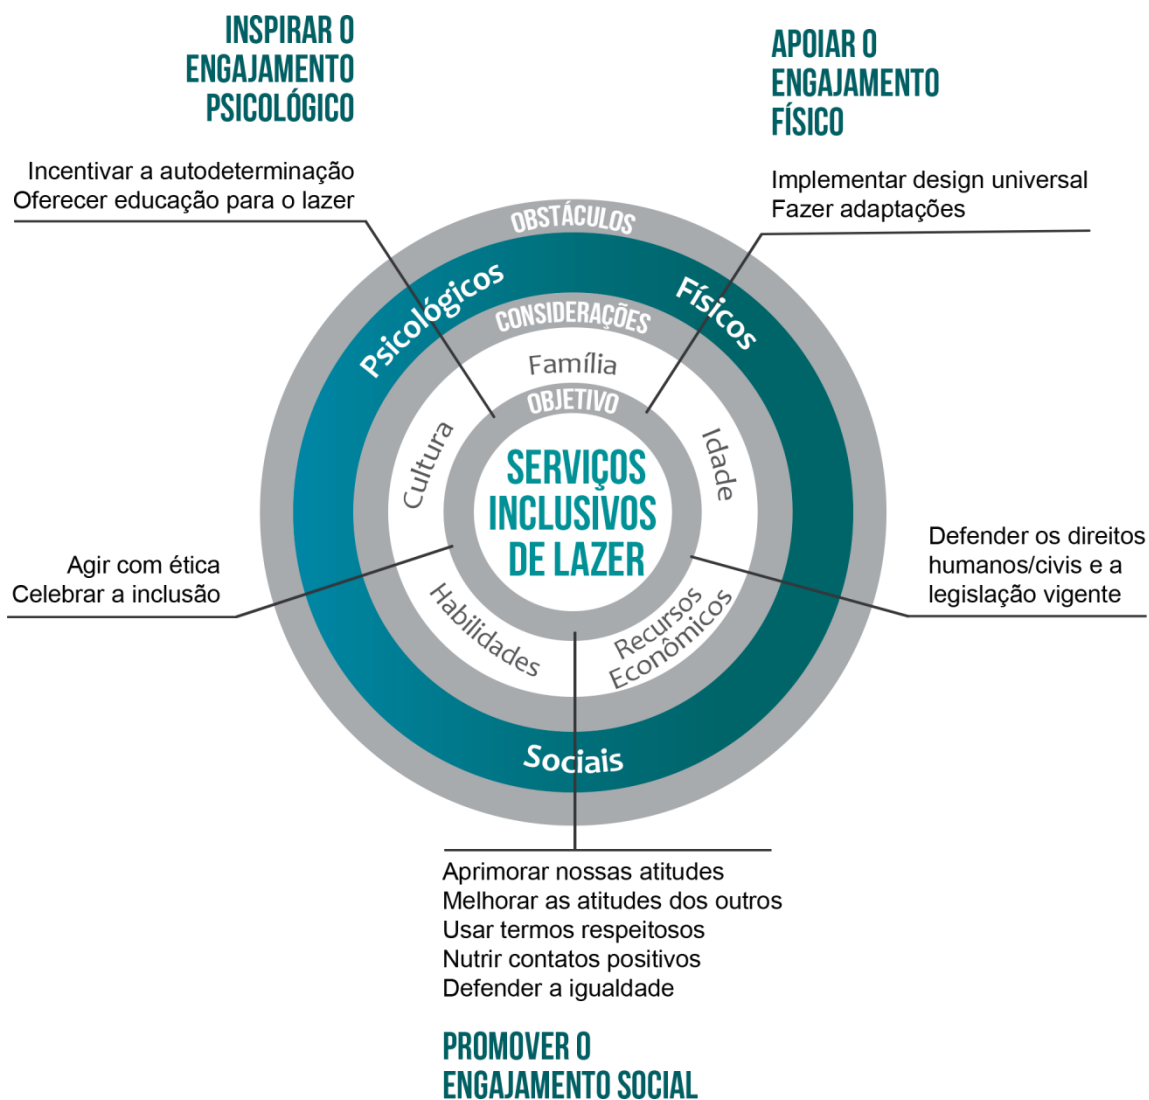 INSPIRAR O
ENGAJAMENTO
PSICOLÓGICO
Incentivar a autodeterminação
Oferecer educação para o lazer
APOIAR O
ENGAJAMENTO
FÍSICO
Implementar design universal
Fazer adaptações
OBSTÁCULOS
Psicológicos
Físicos
CONSIDERAÇÕES
Família
Cultura
Idade
OBJETIVO
SERVIÇOS
INCLUSIVOS
DE LAZER
Habilidades
Recursos
Econômicos
Sociais
Agir com ética
Celebrar a inclusão
Defender os direitos
humanos/civis e a
legislação vigente
Aprimorar nossas atitudes
Melhorar as atitudes dos outros
Usar termos respeitosos
Nutrir contatos positivos
Defender a igualdade
PROMOVER O
ENGAJAMENTO SOCIAL